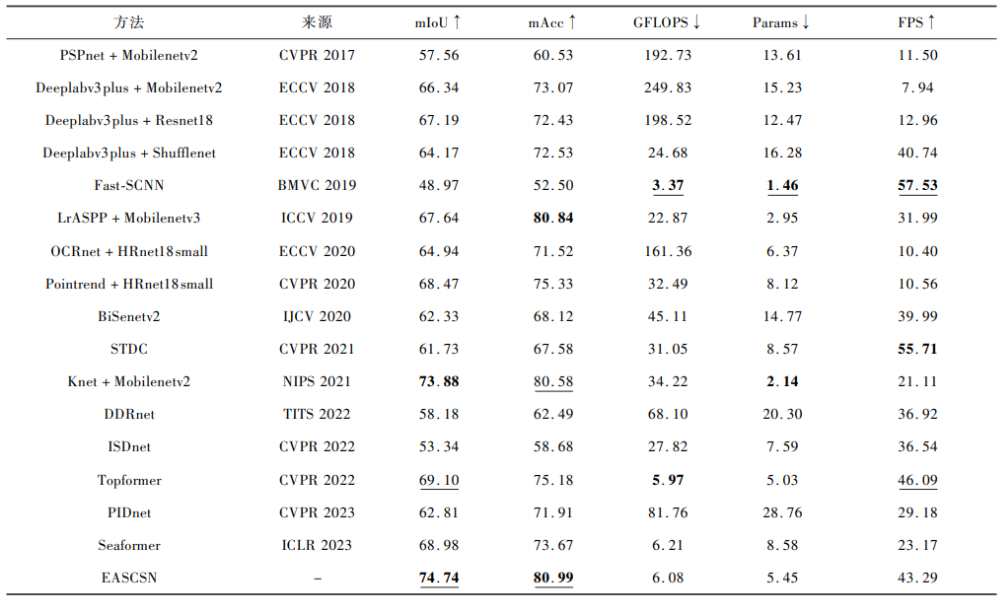 方法 来源 mIoU↑ mAcc↑ GFLOPS↓ Params↓ FPS↑
PSPnet + Mobilenetv2 CVPR 2017 57.56 60.53 192.73 13.61 11.50
Deeplabv3plus + Mobilenetv2 ECCV 2018 66.34 73.07 249.83 15.23 7.94
Deeplabv3plus + Resnet18 ECCV 2018 67.19 72.43 198.52 12.47 12.96
Deeplabv3plus + Shufflenet ECCV 2018 64.17 72.53 24.68 16.28 40.74
Fast-SCNN BMVC 2019 48.97 52.50 3.37 1.46 57.53
LrASPP + Mobilenetv3 ICCV 2019 67.64 80.84 22.87 2.95 31.99
OCRnet + HRnet18small ECCV 2020 64.94 71.52 161.36 6.37 10.40
Pointrend + HRnet18small CVPR 2020 68.47 75.33 32.49 8.12 10.56
BiSenetv2 IJCV 2020 62.33 68.12 45.11 14.77 39.99
STDC CVPR 2021 61.73 67.58 31.05 8.57 55.71
Knet + Mobilenetv2 NIPS 2021 73.88 80.58 34.22 2.14 21.11
DDRnet TITS 2022 58.18 62.49 68.10 20.30 36.92
ISDnet CVPR 2022 53.34 58.68 27.82 7.59 36.54
Topformer CVPR 2022 69.10 75.18 5.97 5.03 46.09
PIDnet CVPR 2023 62.81 71.91 81.76 28.76 29.18
Seaformer ICLR 2023 68.98 73.67 6.21 8.58 23.17
EASCSN – 74.74 80.99 6.08 5.45 43.29